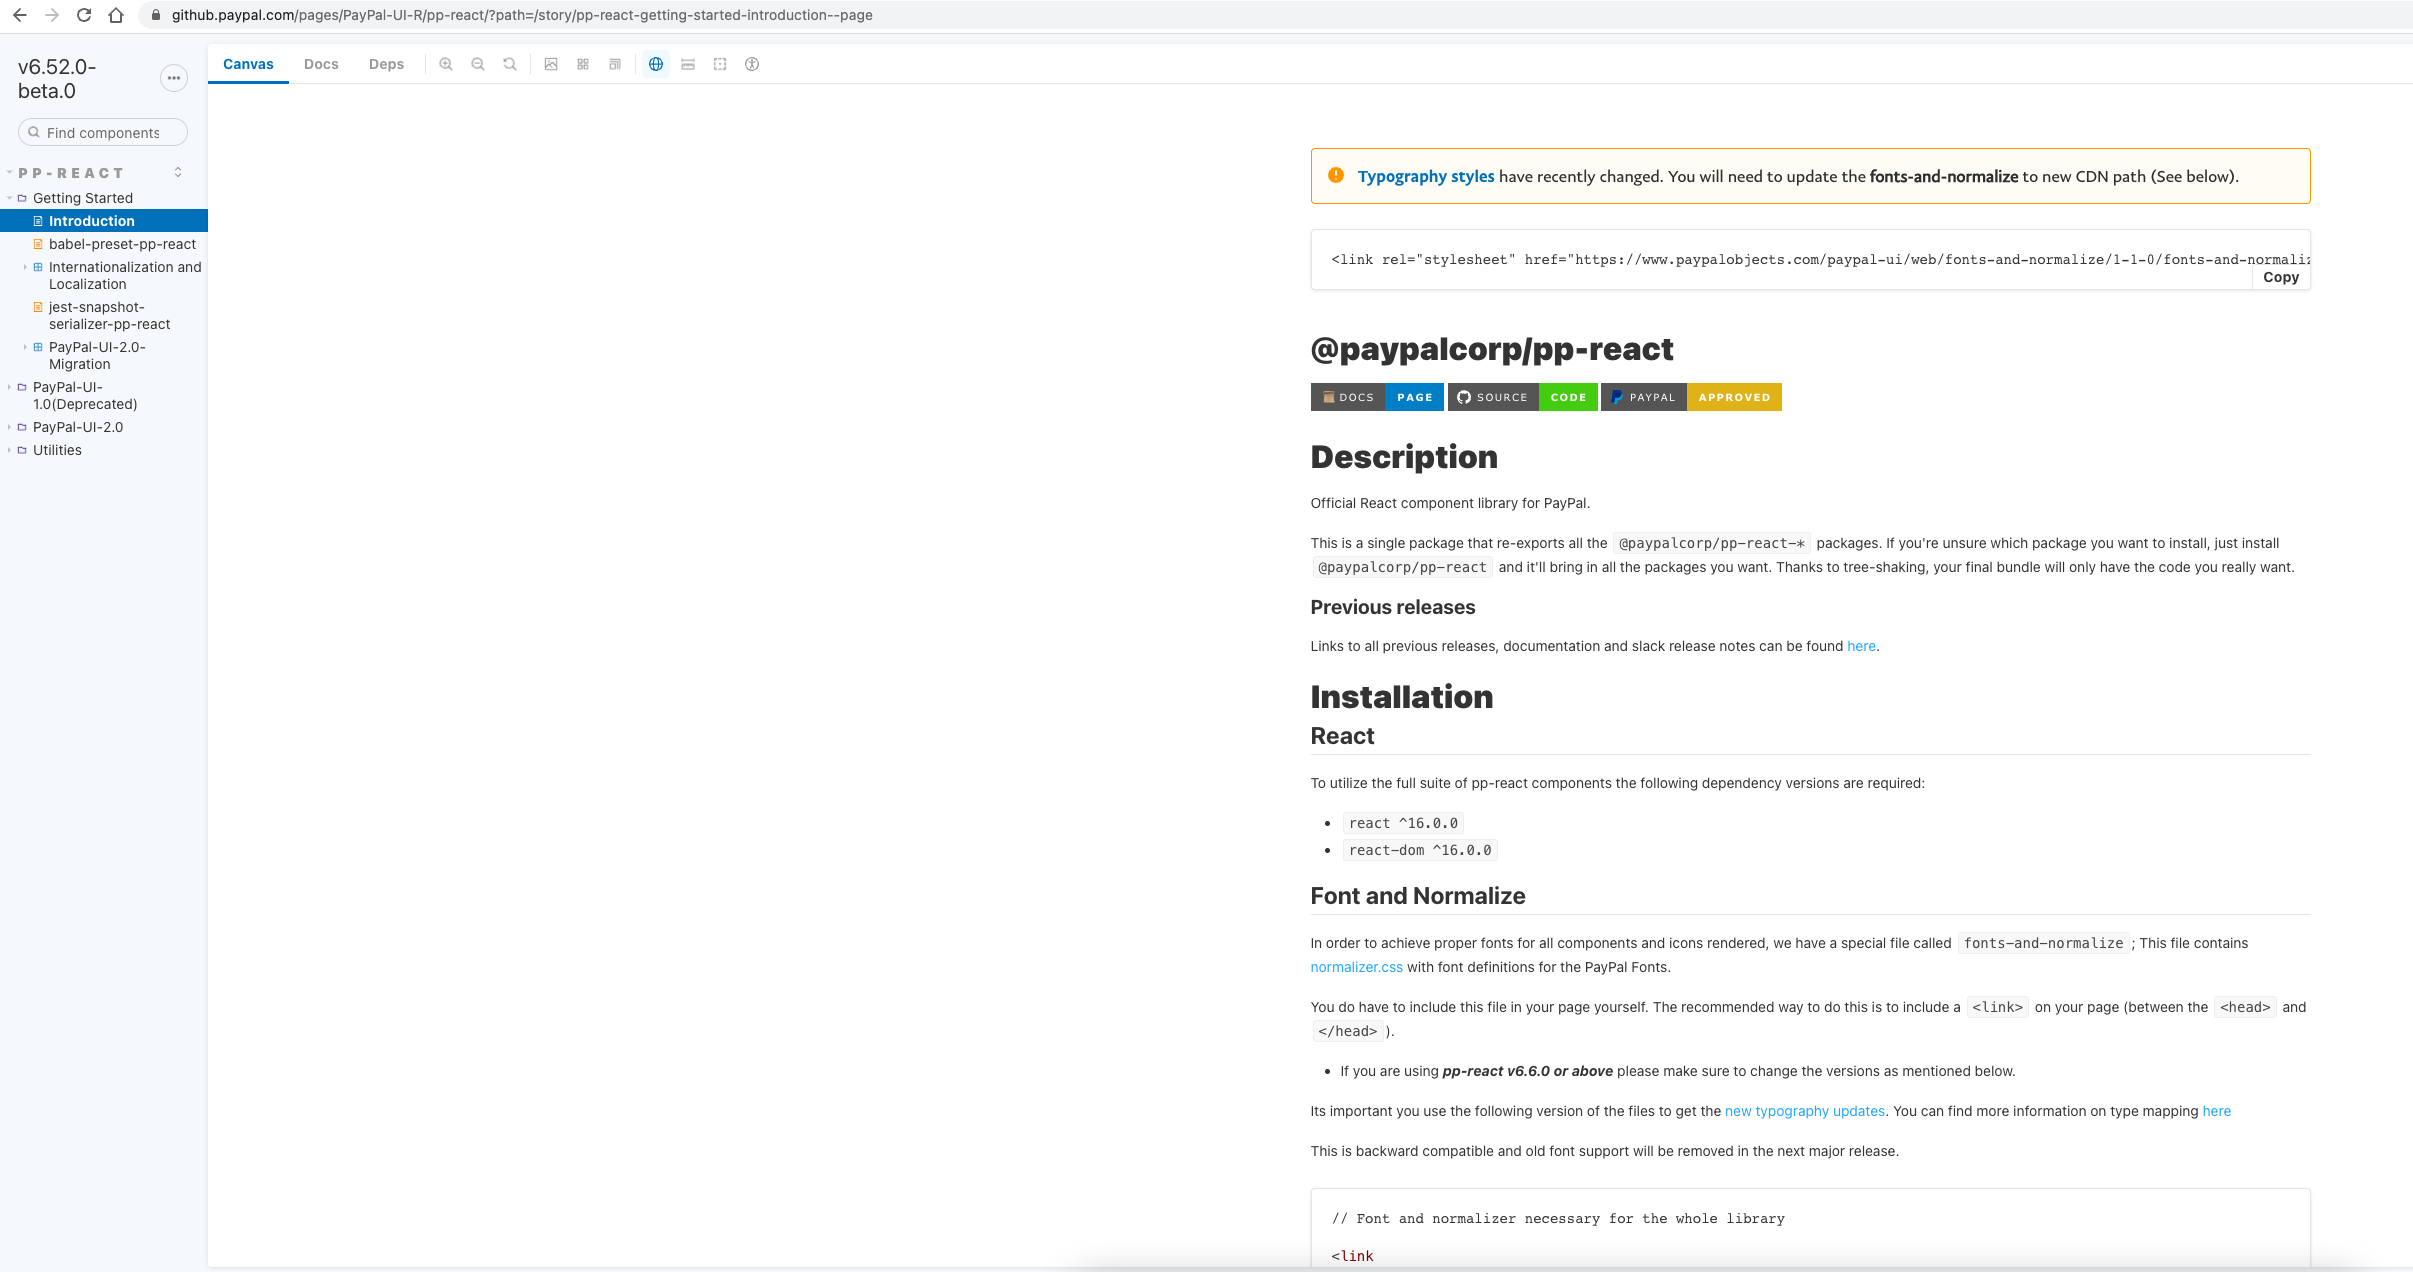 github.paypal.com/pages/PayPal-UI-R/pp-react/?path=/story/pp-react-getting-started-introduction--page
v6.52.0-
beta.0
Find components
PP-REACT
Getting Started
Introduction
babel-preset-pp-react
Internationalization and
Localization
jest-snapshot-
serializer-pp-react
PayPal-UI-2.0-
Migration
PayPal-UI-
1.0(Deprecated)
PayPal-UI-2.0
Utilities
Canvas Docs Deps
Typography styles have recently changed. You will need to update the fonts-and-normalize to new CDN path (See below).
<link rel="stylesheet" href="https://www.paypalobjects.com/paypal-ui/web/fonts-and-normalize/1-1-0/fonts-and-normaliz
Copy
@paypalcorp/pp-react
DOCS PAGE SOURCE CODE PAYPAL APPROVED
Description
Official React component library for PayPal.
This is a single package that re-exports all the @paypalcorp/pp-react-* packages. If you're unsure which package you want to install, just install
@paypalcorp/pp-react and it'll bring in all the packages you want. Thanks to tree-shaking, your final bundle will only have the code you really want.
Previous releases
Links to all previous releases, documentation and slack release notes can be found here.
Installation
React
To utilize the full suite of pp-react components the following dependency versions are required:
• react ^16.0.0
• react-dom ^16.0.0
Font and Normalize
In order to achieve proper fonts for all components and icons rendered, we have a special file called fonts-and-normalize ; This file contains
normalizer.css with font definitions for the PayPal Fonts.
You do have to include this file in your page yourself. The recommended way to do this is to include a <link> on your page (between the <head> and
</head> ).
• If you are using pp-react v6.6.0 or above please make sure to change the versions as mentioned below.
Its important you use the following version of the files to get the new typography updates. You can find more information on type mapping here
This is backward compatible and old font support will be removed in the next major release.
// Font and normalizer necessary for the whole library
<link